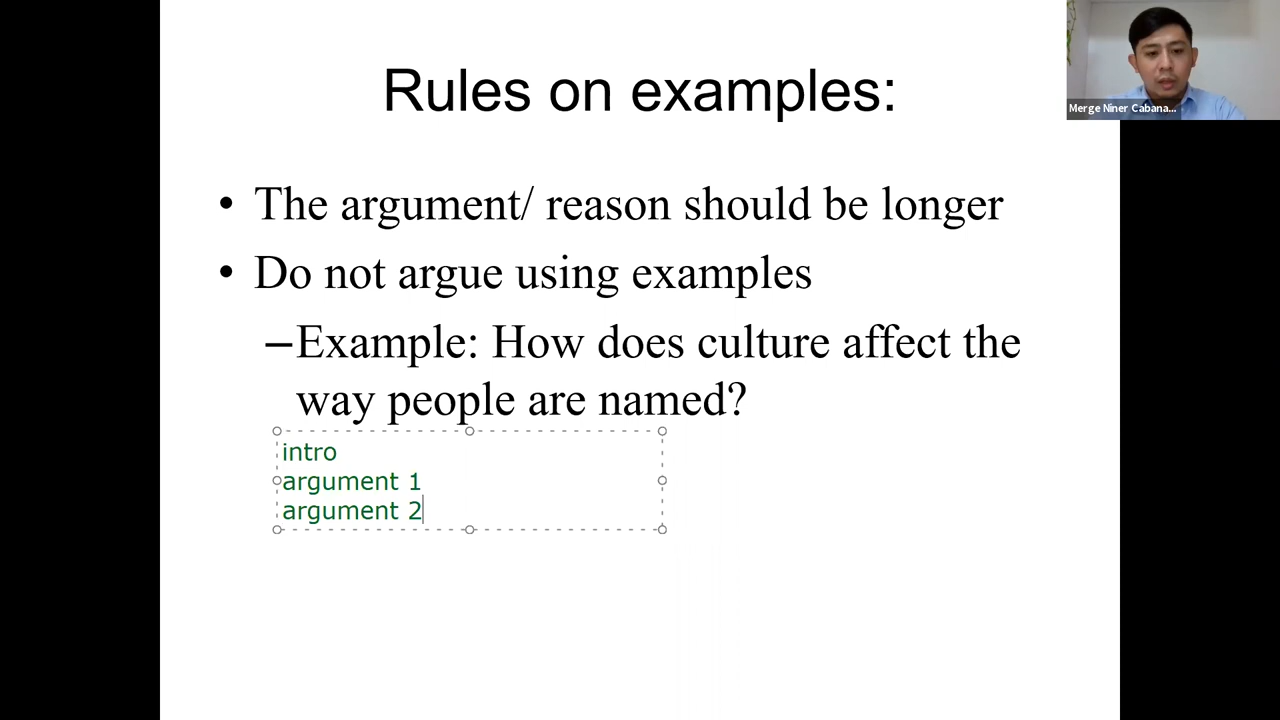 Rules on examples:
Merge Niner Cabana...
• The argument/ reason should be longer
• Do not argue using examples
–Example: How does culture affect the
way people are named?
intro
argument 1
argument 2